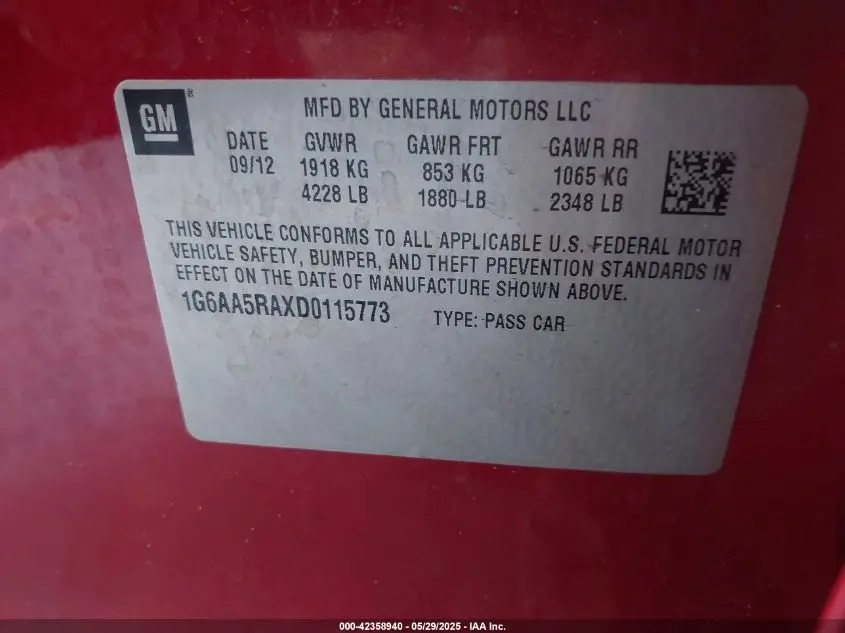 GM®
MFD BY GENERAL MOTORS LLC
DATE GVWR GAWR FRT GAWR RR
09/12 1918 KG 853 KG 1065 KG
4228 LB 1880 LB 2348 LB
THIS VEHICLE CONFORMS TO ALL APPLICABLE U.S. FEDERAL MOTOR
VEHICLE SAFETY, BUMPER, AND THEFT PREVENTION STANDARDS IN
EFFECT ON THE DATE OF MANUFACTURE SHOWN ABOVE.
1G6AA5RAXD0115773 TYPE: PASS CAR
000-42358940 - 05/29/2025 - IAA Inc.